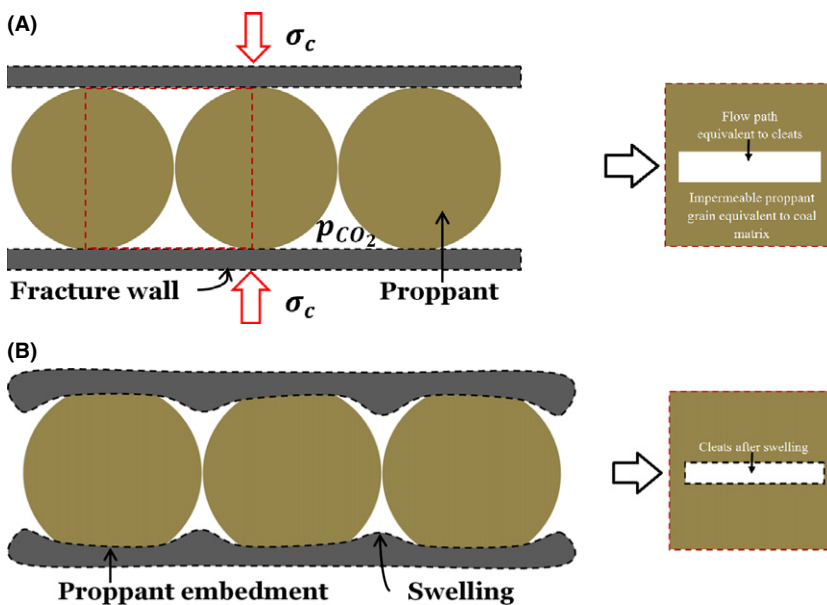 (A)
σc
Flow path
equivalent to cleats
Impermeable proppant
grain equivalent to coal
matrix
pCO2
Fracture wall
Proppant
σc
(B)
Cleats after swelling
Proppant embedment
Swelling